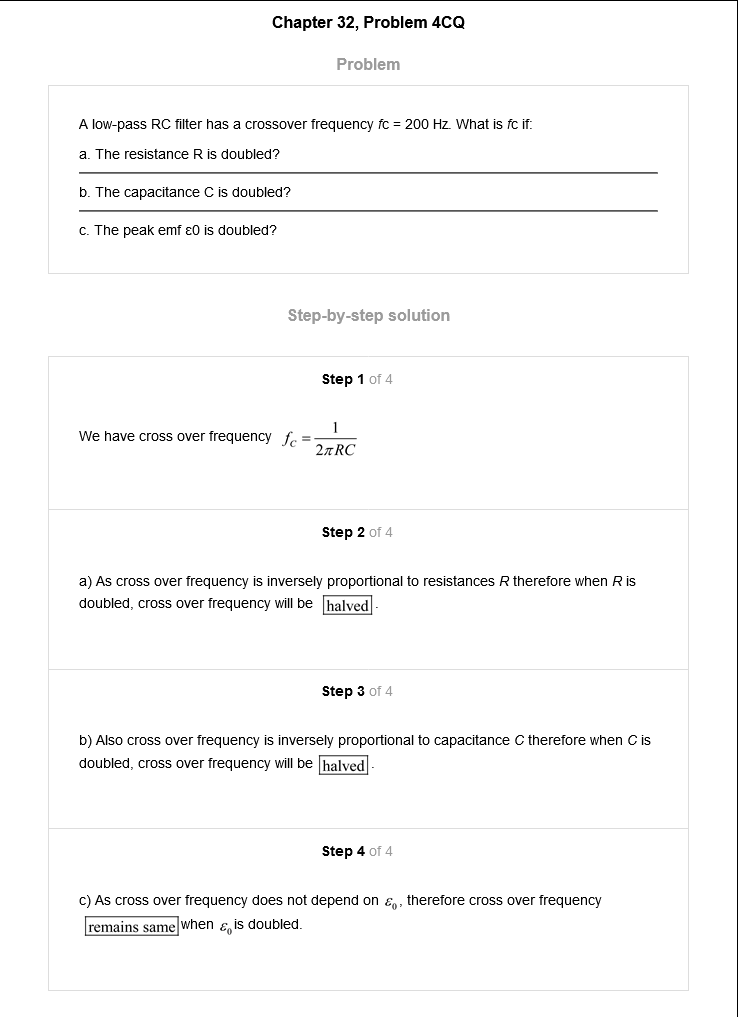 Chapter 32, Problem 4CQ
Problem
A low-pass RC filter has a crossover frequency fc = 200 Hz. What is fc if:
a. The resistance R is doubled?
b. The capacitance C is doubled?
c. The peak emf ε0 is doubled?
Step-by-step solution
Step 1 of 4
We have cross over frequency f_C = 1/(2πRC)
Step 2 of 4
a) As cross over frequency is inversely proportional to resistances R therefore when R is
doubled, cross over frequency will be halved.
Step 3 of 4
b) Also cross over frequency is inversely proportional to capacitance C therefore when C is
doubled, cross over frequency will be halved.
Step 4 of 4
c) As cross over frequency does not depend on ε₀, therefore cross over frequency
remains same when ε₀ is doubled.